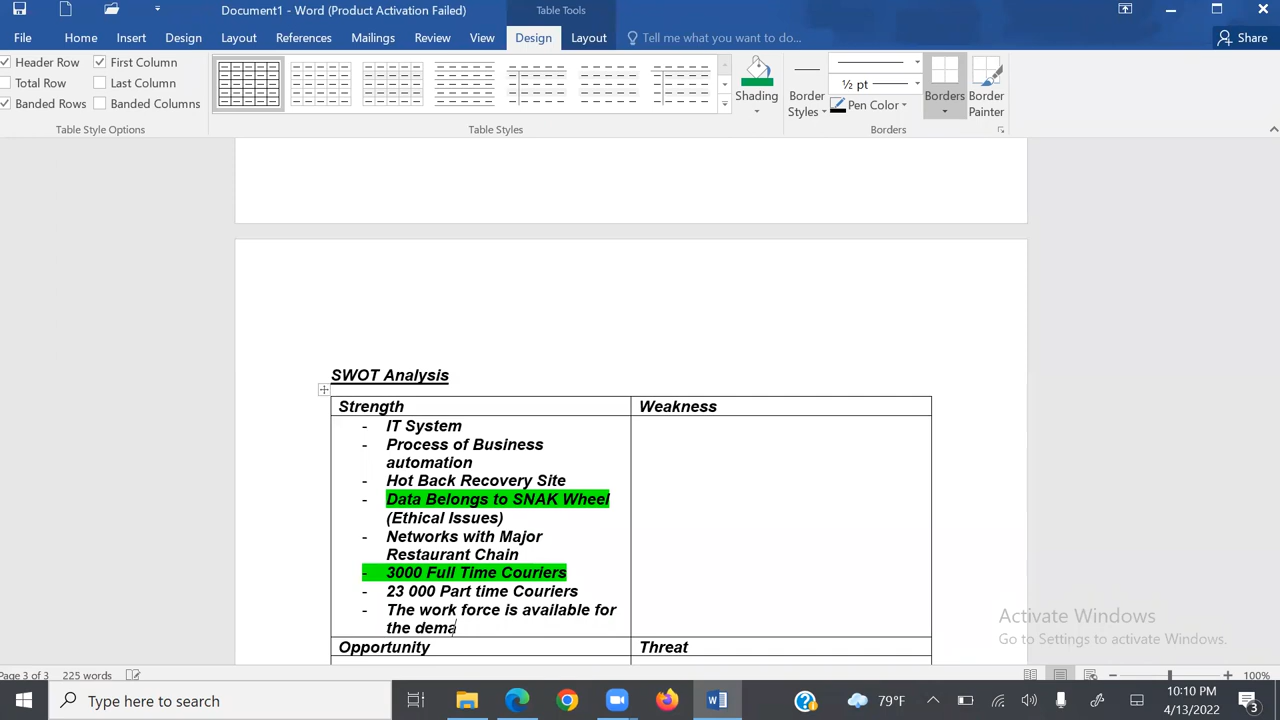 Document1 - Word (Product Activation Failed)
Table Tools
File Home Insert Design Layout References Mailings Review View Design Layout Tell me what you want to do... Share
Header Row First Column
Total Row Last Column
Banded Rows Banded Columns
Table Style Options
Table Styles
Shading
Border
Styles
½ pt
Pen Color
Borders
Border
Painter
Borders
SWOT Analysis
Strength Weakness
- IT System
- Process of Business
automation
- Hot Back Recovery Site
- Data Belongs to SNAK Wheel
(Ethical Issues)
- Networks with Major
Restaurant Chain
- 3000 Full Time Couriers
- 23 000 Part time Couriers
- The work force is available for
the dema
Opportunity Threat
Activate Windows
Go to Settings to activate Windows.
Page 3 of 3 225 words 100%
Type here to search
79°F
10:10 PM
4/13/2022
3